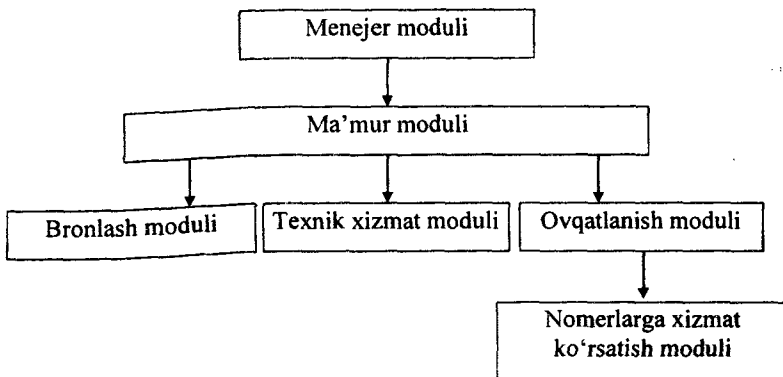 Menejer moduli
Ma’mur moduli
Bronlash moduli
Texnik xizmat moduli
Ovqatlanish moduli
Nomerlarga xizmat
ko‘rsatish moduli